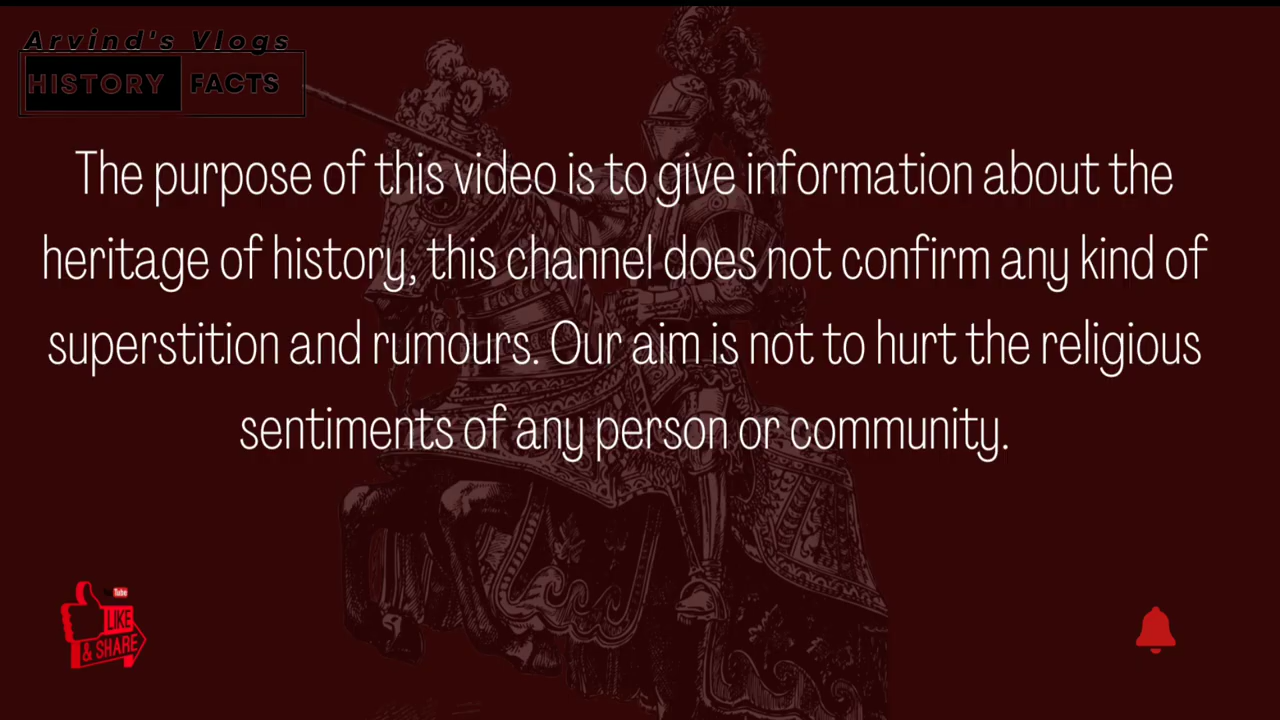 Arvind's Vlogs
HISTORY FACTS
The purpose of this video is to give information about the
heritage of history, this channel does not confirm any kind of
superstition and rumours. Our aim is not to hurt the religious
sentiments of any person or community.
Tube
LIKE
& SHARE